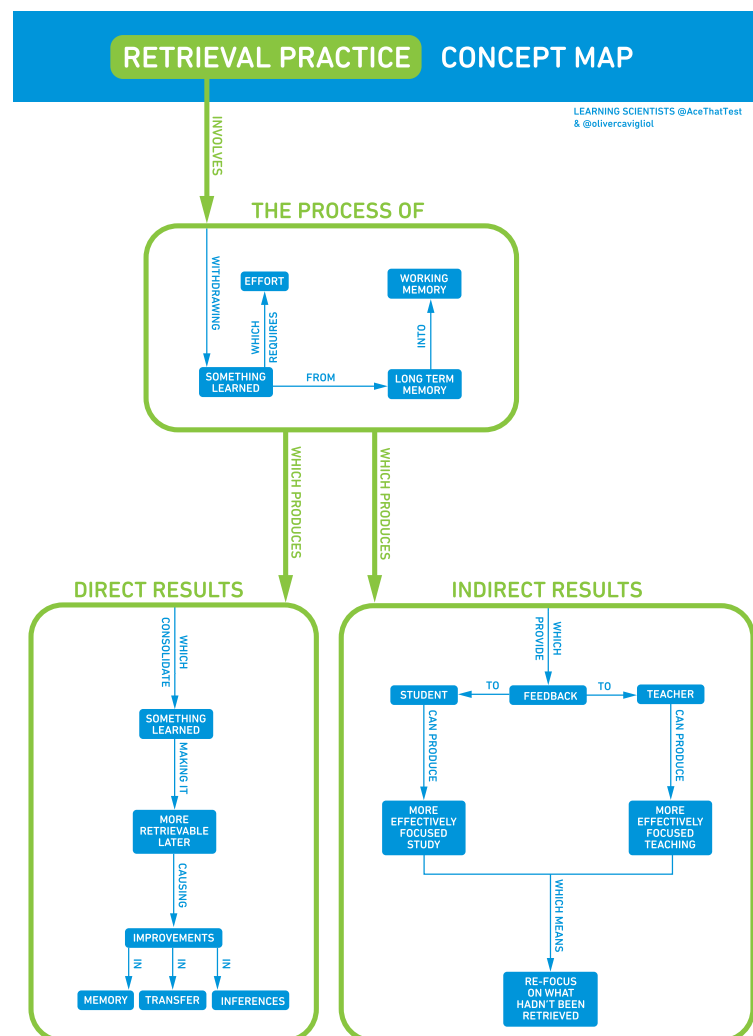 RETRIEVAL PRACTICE CONCEPT MAP
LEARNING SCIENTISTS @AceThatTest
& @olivercavigliol
INVOLVES
THE PROCESS OF
WITHDRAWING
EFFORT
WHICH
REQUIRES
WORKING
MEMORY
INTO
SOMETHING
LEARNED
FROM
LONG TERM
MEMORY
WHICH PRODUCES
WHICH PRODUCES
DIRECT RESULTS
WHICH
CONSOLIDATE
SOMETHING
LEARNED
MAKING IT
MORE
RETRIEVABLE
LATER
CAUSING
IMPROVEMENTS
IN
IN
IN
MEMORY
TRANSFER
INFERENCES
INDIRECT RESULTS
WHICH
PROVIDE
STUDENT
TO
FEEDBACK
TO
TEACHER
CAN PRODUCE
CAN PRODUCE
MORE
EFFECTIVELY
FOCUSED
STUDY
MORE
EFFECTIVELY
FOCUSED
TEACHING
WHICH MEANS
RE-FOCUS
ON WHAT
HADN'T BEEN
RETRIEVED